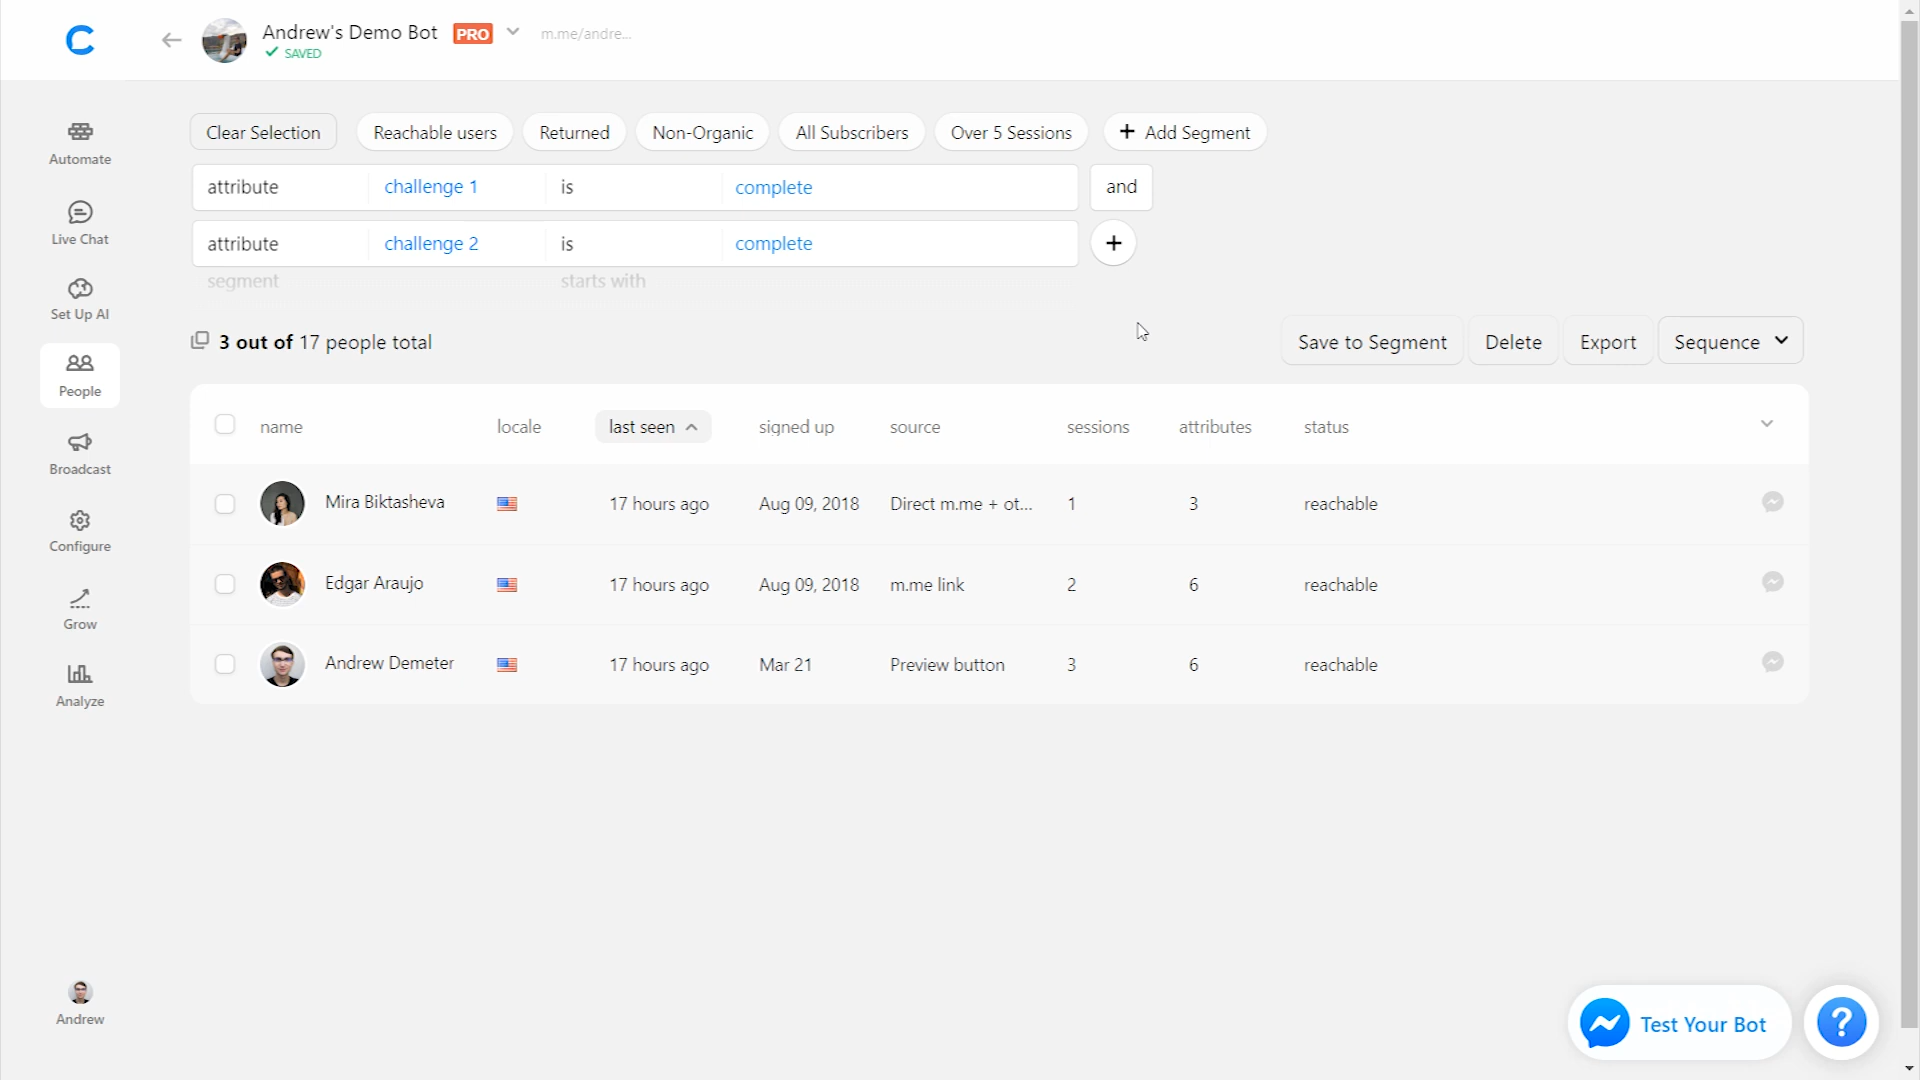 Andrew's Demo Bot PRO m.me/andre...
SAVED
Automate
Live Chat
Set Up AI
People
Broadcast
Configure
Grow
Analyze
Andrew
Clear Selection Reachable users Returned Non-Organic All Subscribers Over 5 Sessions + Add Segment
attribute challenge 1 is complete and
attribute challenge 2 is complete +
segment starts with
3 out of 17 people total Save to Segment Delete Export Sequence
name locale last seen signed up source sessions attributes status
Mira Biktasheva 17 hours ago Aug 09, 2018 Direct m.me + ot... 1 3 reachable
Edgar Araujo 17 hours ago Aug 09, 2018 m.me link 2 6 reachable
Andrew Demeter 17 hours ago Mar 21 Preview button 3 6 reachable
Test Your Bot ?